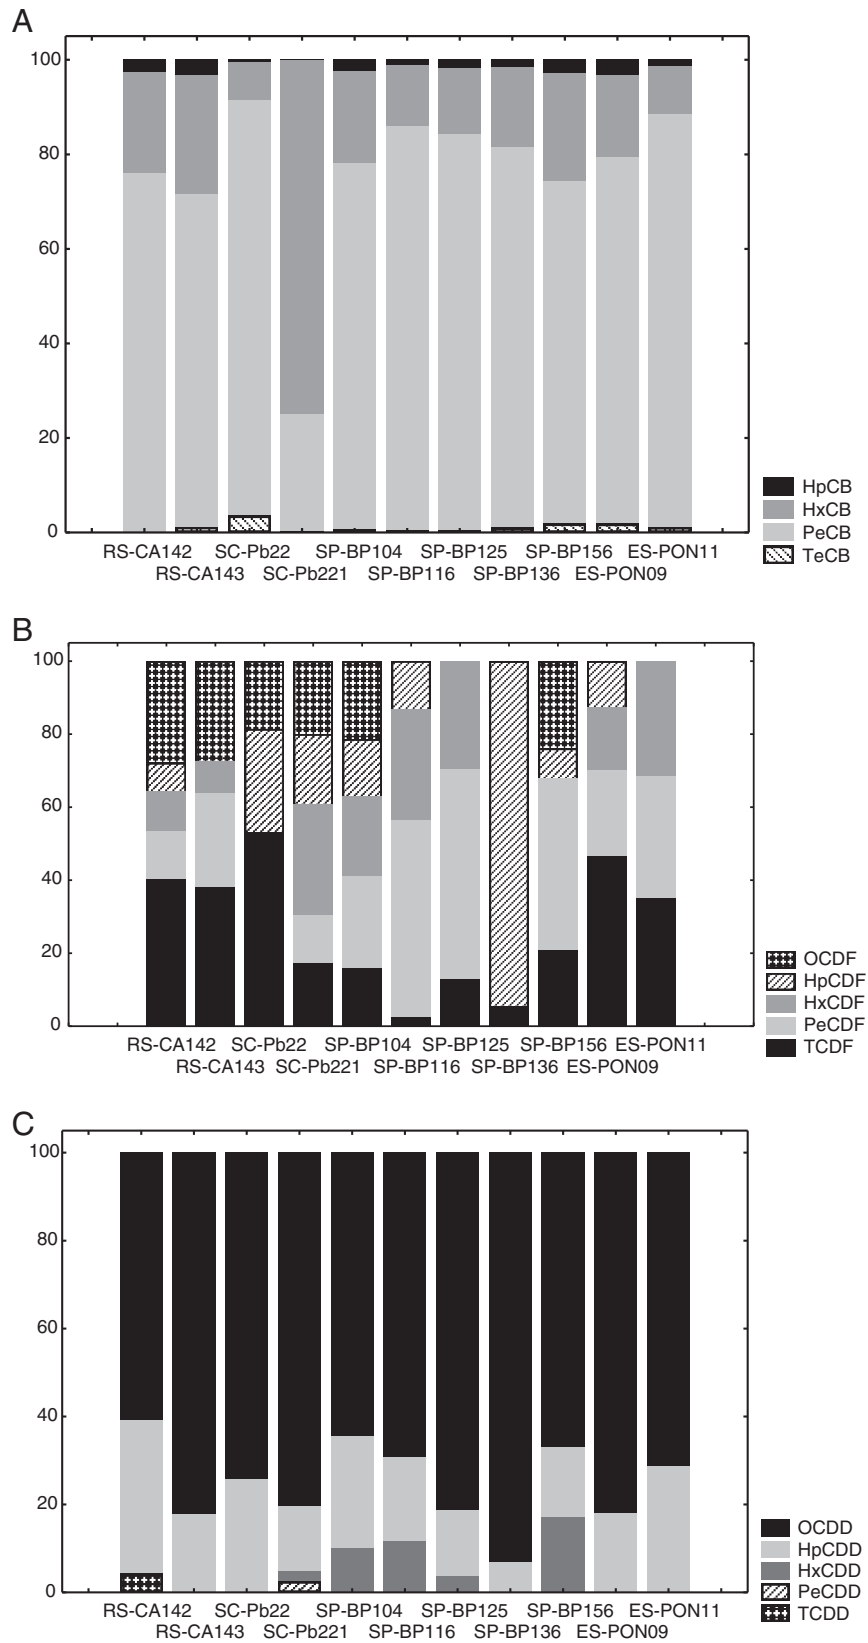 A
100
80
60
40
20
0
HpCB
HxCB
PeCB
TeCB
RS-CA142 SC-Pb22 SP-BP104 SP-BP125 SP-BP156 ES-PON11
RS-CA143 SC-Pb221 SP-BP116 SP-BP136 ES-PON09
B
100
80
60
40
20
0
OCDF
HpCDF
HxCDF
PeCDF
TCDF
RS-CA142 SC-Pb22 SP-BP104 SP-BP125 SP-BP156 ES-PON11
RS-CA143 SC-Pb221 SP-BP116 SP-BP136 ES-PON09
C
100
80
60
40
20
0
OCDD
HpCDD
HxCDD
PeCDD
TCDD
RS-CA142 SC-Pb22 SP-BP104 SP-BP125 SP-BP156 ES-PON11
RS-CA143 SC-Pb221 SP-BP116 SP-BP136 ES-PON09